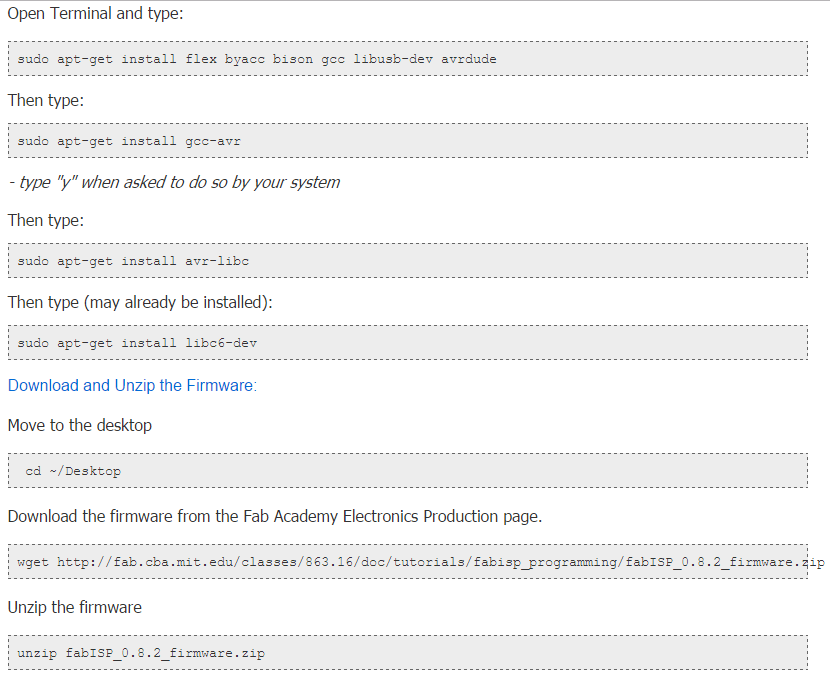 Open Terminal and type:
sudo apt-get install flex byacc bison gcc libusb-dev avrdude
Then type:
sudo apt-get install gcc-avr
- type "y" when asked to do so by your system
Then type:
sudo apt-get install avr-libc
Then type (may already be installed):
sudo apt-get install libc6-dev
Download and Unzip the Firmware:
Move to the desktop
cd ~/Desktop
Download the firmware from the Fab Academy Electronics Production page.
wget http://fab.cba.mit.edu/classes/863.16/doc/tutorials/fabisp_programming/fabISP_0.8.2_firmware.zip
Unzip the firmware
unzip fabISP_0.8.2_firmware.zip